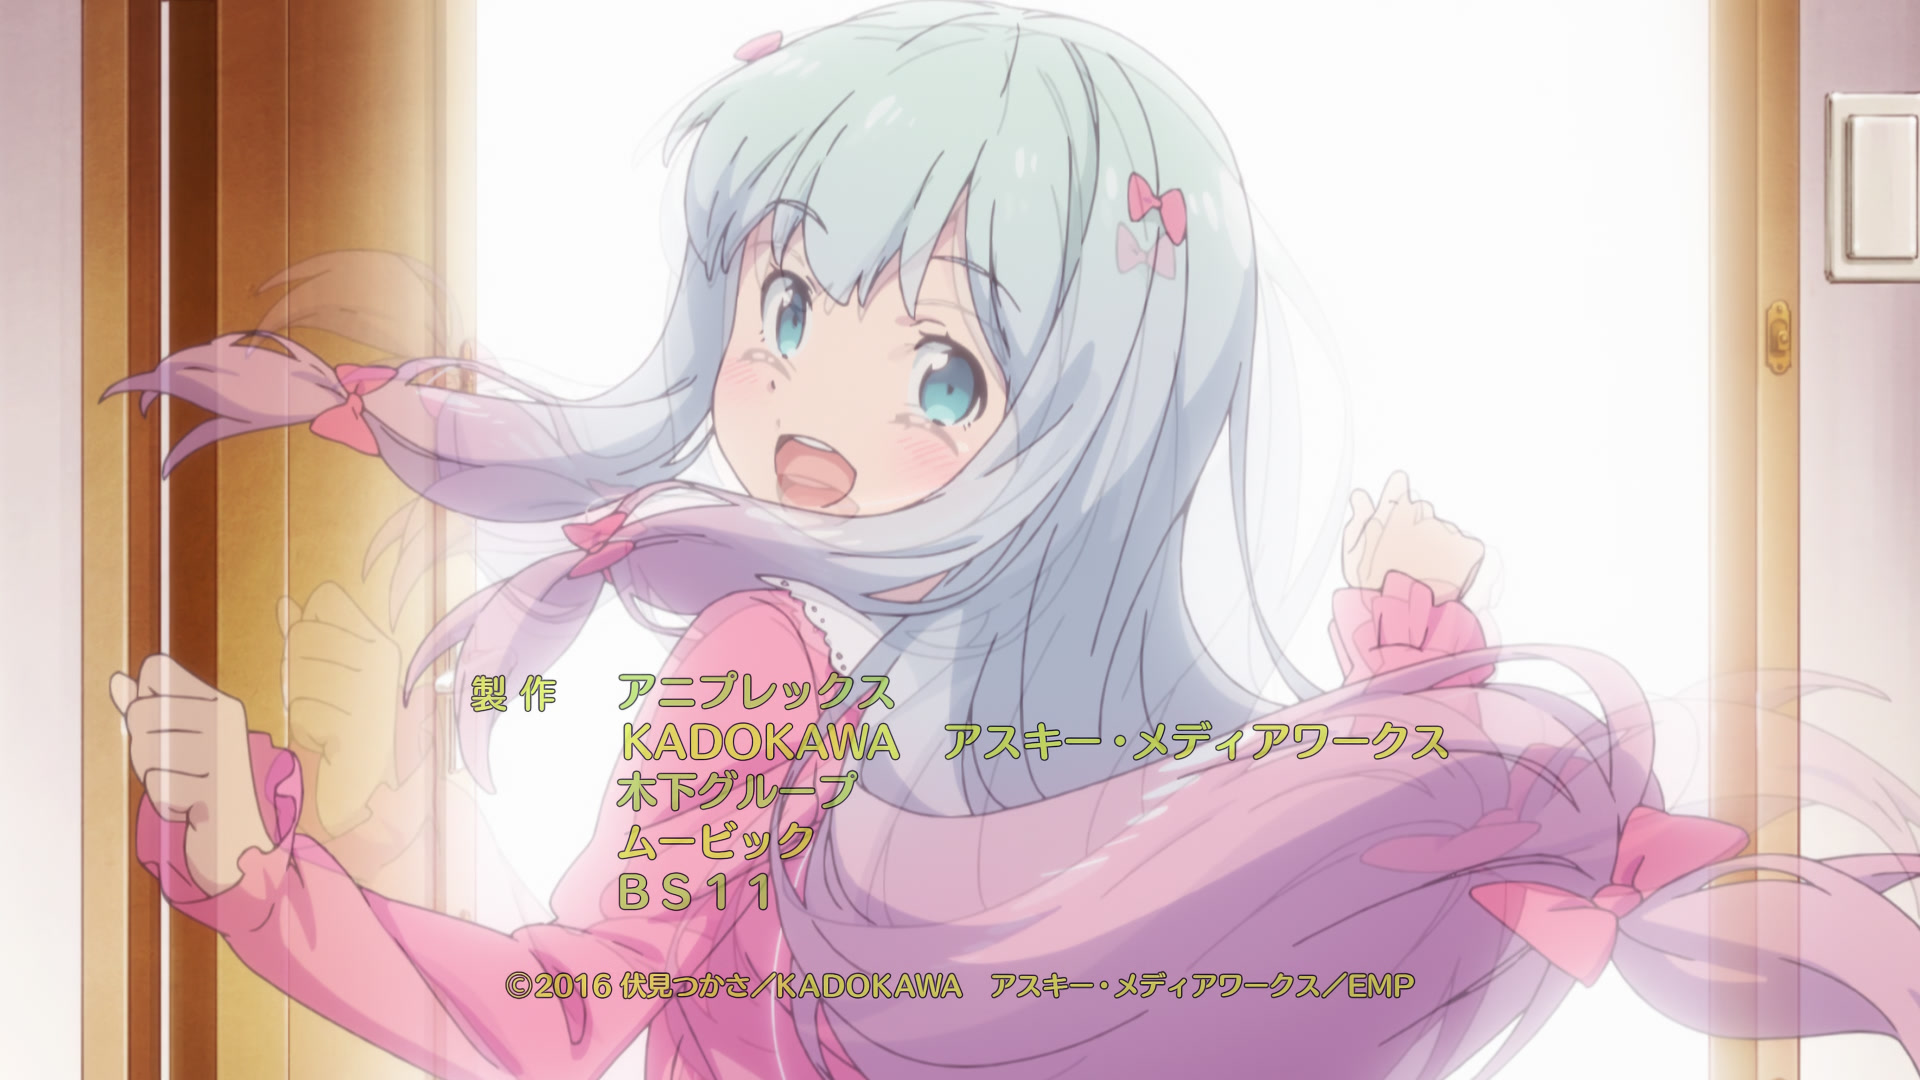 製作 アニプレックス
KADOKAWA アスキー・メディアワークス
木下グループ
ムービック
BS11
©2016 伏見つかさ／KADOKAWA アスキー・メディアワークス／EMP